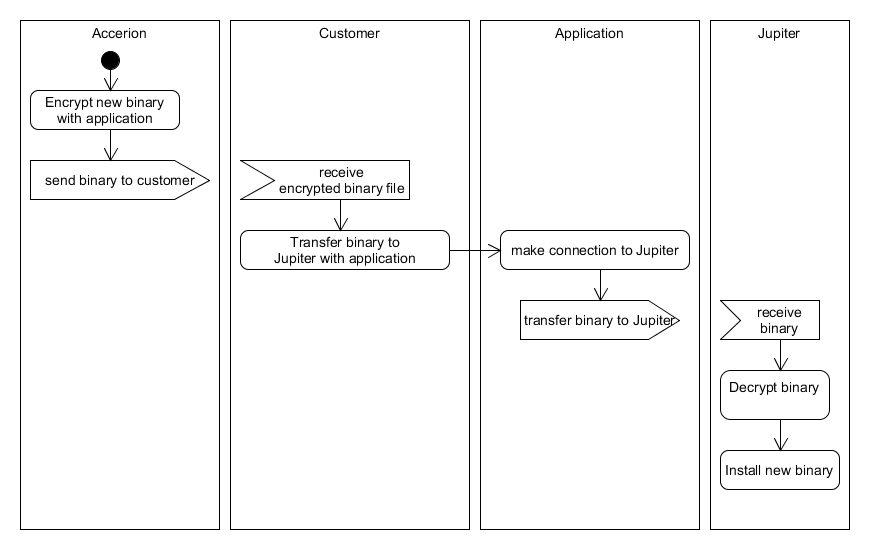 Accerion
Customer
Application
Jupiter
Encrypt new binary
with application
send binary to customer
receive
encrypted binary file
Transfer binary to
Jupiter with application
make connection to Jupiter
transfer binary to Jupiter
receive
binary
Decrypt binary
Install new binary